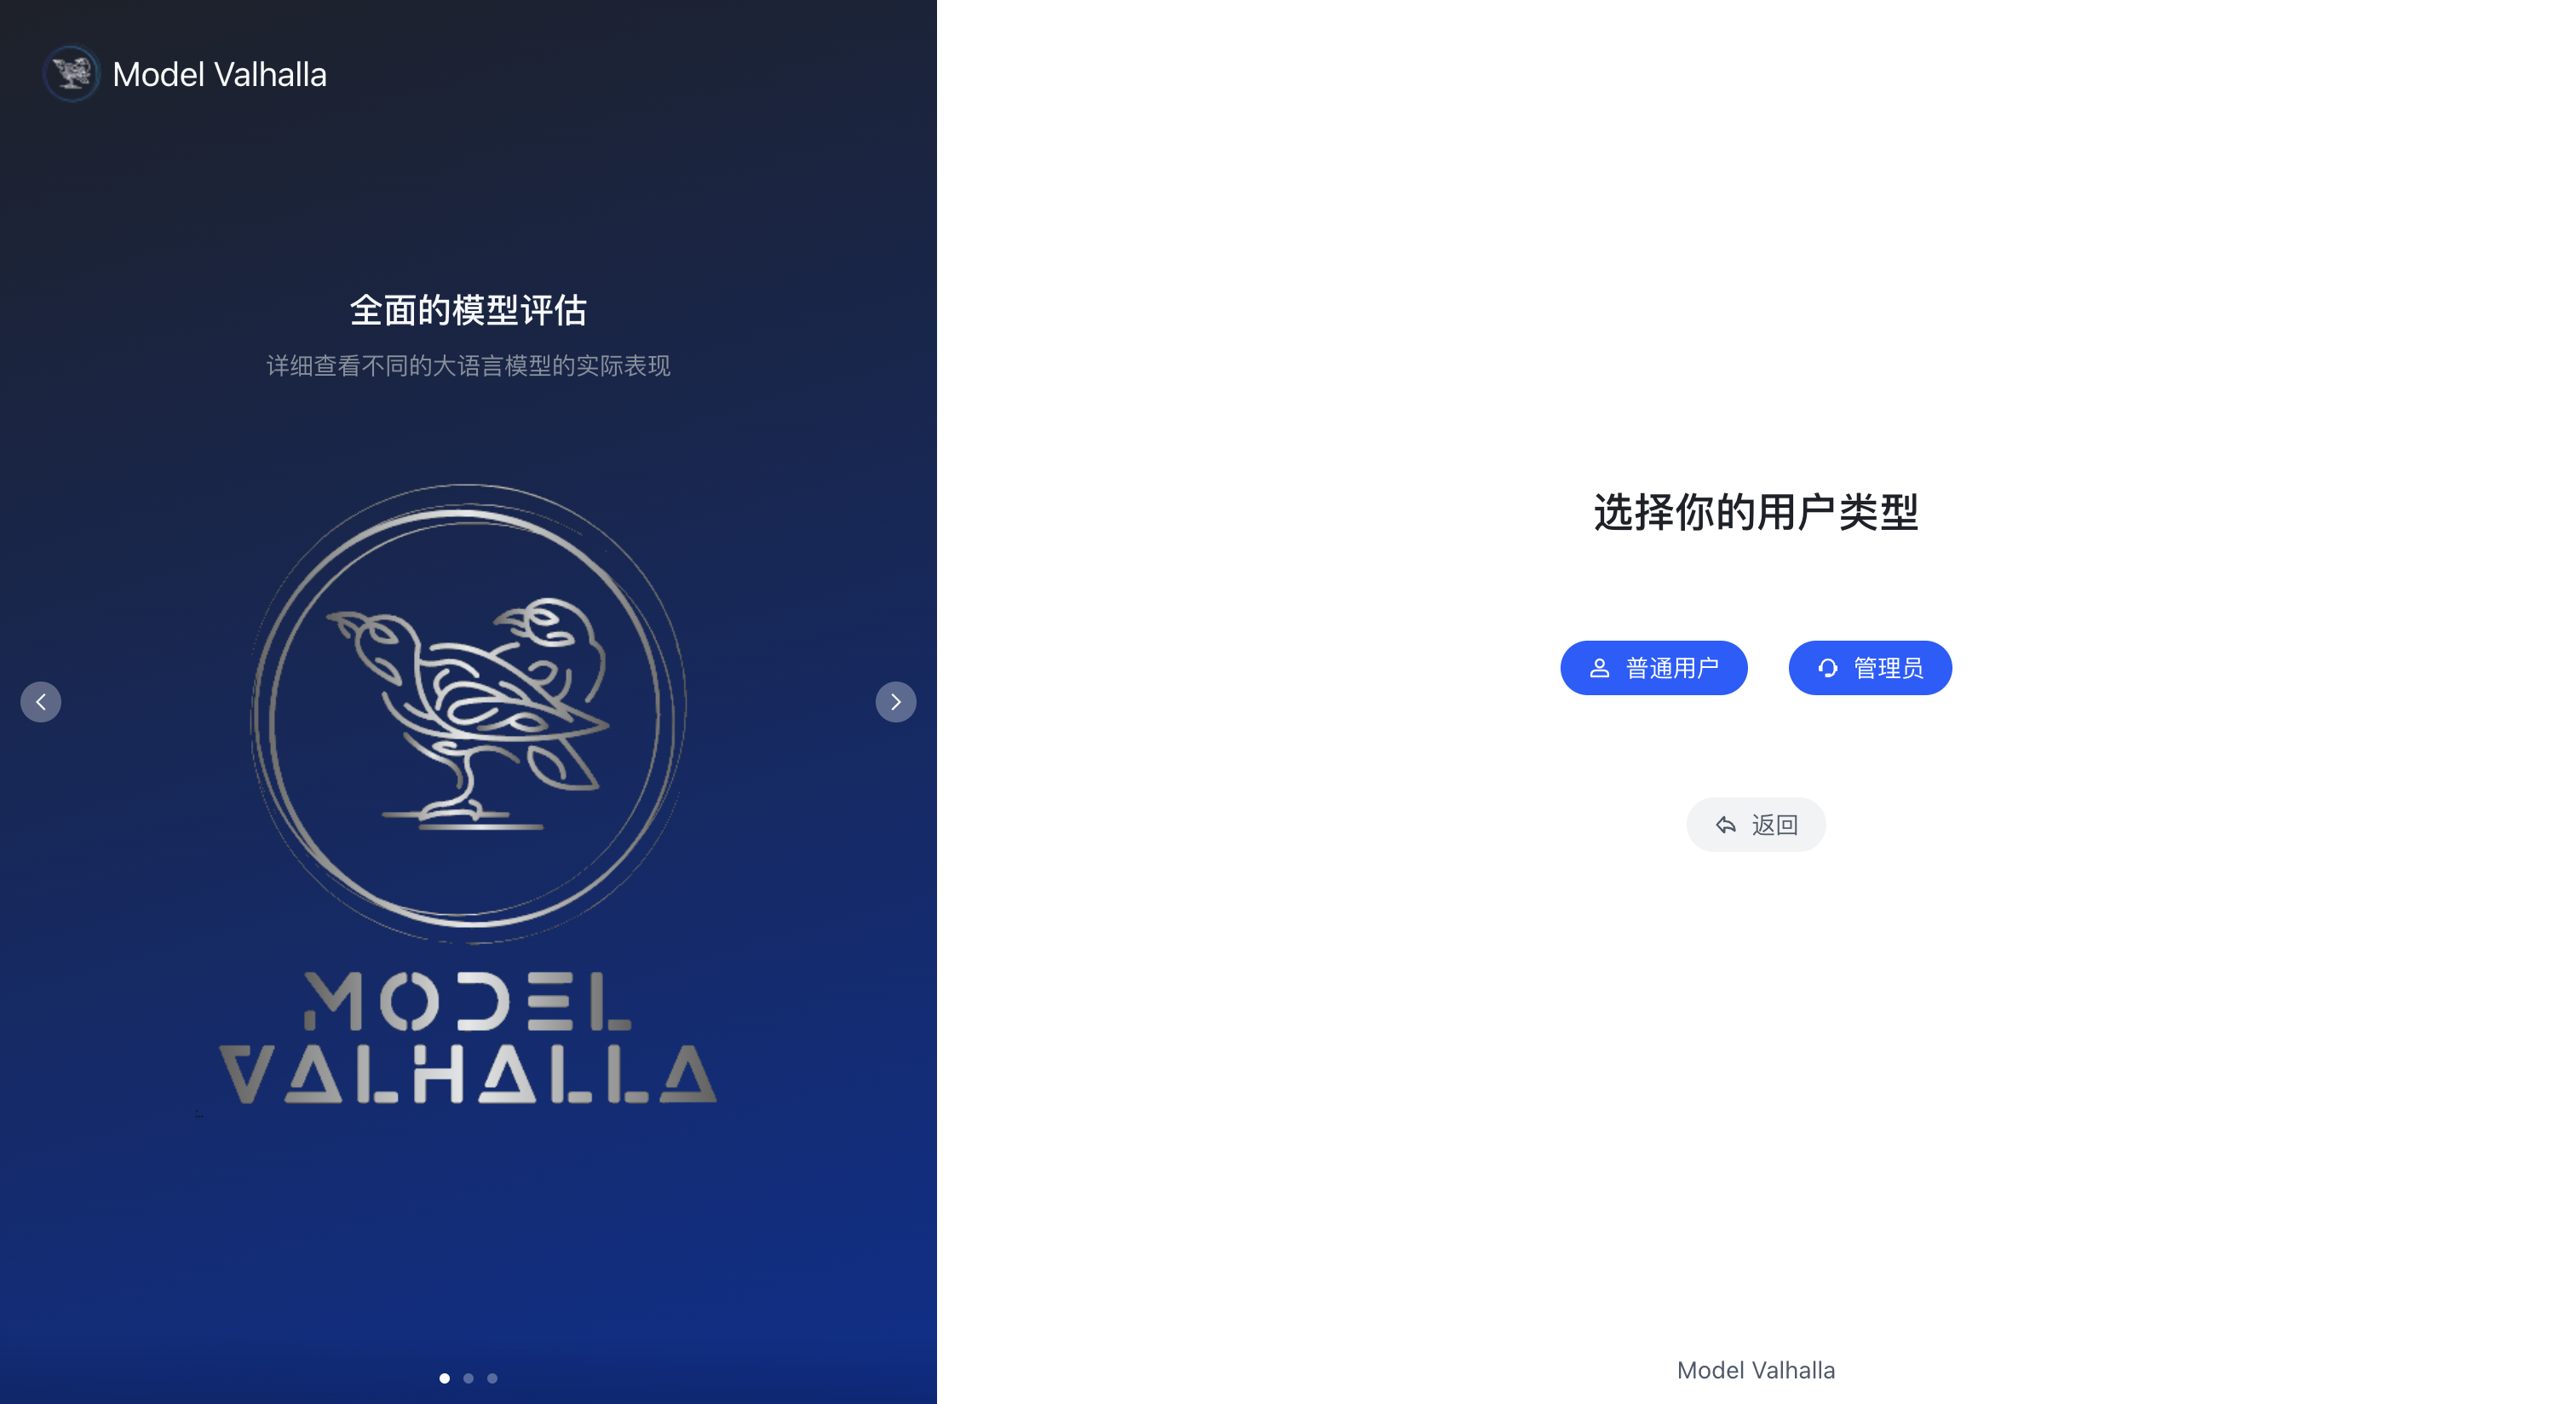 Model Valhalla
全面的模型评估
详细查看不同的大语言模型的实际表现
MODEL
VALHALLA
选择你的用户类型
普通用户
管理员
返回
Model Valhalla